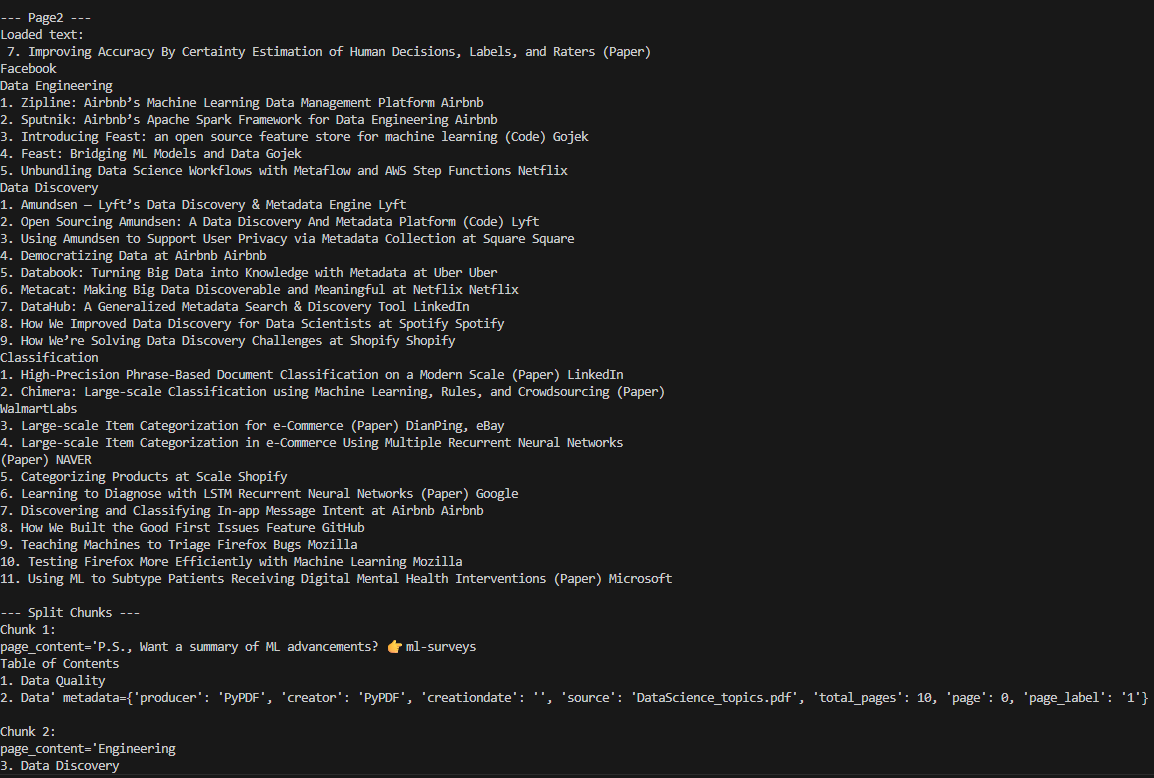 --- Page2 ---
Loaded text:
7. Improving Accuracy By Certainty Estimation of Human Decisions, Labels, and Raters (Paper)
Facebook
Data Engineering
1. Zipline: Airbnb’s Machine Learning Data Management Platform Airbnb
2. Sputnik: Airbnb’s Apache Spark Framework for Data Engineering Airbnb
3. Introducing Feast: an open source feature store for machine learning (Code) Gojek
4. Feast: Bridging ML Models and Data Gojek
5. Unbundling Data Science Workflows with Metaflow and AWS Step Functions Netflix
Data Discovery
1. Amundsen — Lyft’s Data Discovery & Metadata Engine Lyft
2. Open Sourcing Amundsen: A Data Discovery And Metadata Platform (Code) Lyft
3. Using Amundsen to Support User Privacy via Metadata Collection at Square Square
4. Democratizing Data at Airbnb Airbnb
5. Databook: Turning Big Data into Knowledge with Metadata at Uber Uber
6. Metacat: Making Big Data Discoverable and Meaningful at Netflix Netflix
7. DataHub: A Generalized Metadata Search & Discovery Tool LinkedIn
8. How We Improved Data Discovery for Data Scientists at Spotify Spotify
9. How We’re Solving Data Discovery Challenges at Shopify Shopify
Classification
1. High-Precision Phrase-Based Document Classification on a Modern Scale (Paper) LinkedIn
2. Chimera: Large-scale Classification using Machine Learning, Rules, and Crowdsourcing (Paper)
WalmartLabs
3. Large-scale Item Categorization for e-Commerce (Paper) DianPing, eBay
4. Large-scale Item Categorization in e-Commerce Using Multiple Recurrent Neural Networks
(Paper) NAVER
5. Categorizing Products at Scale Shopify
6. Learning to Diagnose with LSTM Recurrent Neural Networks (Paper) Google
7. Discovering and Classifying In-app Message Intent at Airbnb Airbnb
8. How We Built the Good First Issues Feature GitHub
9. Teaching Machines to Triage Firefox Bugs Mozilla
10. Testing Firefox More Efficiently with Machine Learning Mozilla
11. Using ML to Subtype Patients Receiving Digital Mental Health Interventions (Paper) Microsoft
--- Split Chunks ---
Chunk 1:
page_content='P.S., Want a summary of ML advancements? 👉ml-surveys
Table of Contents
1. Data Quality
2. Data' metadata={'producer': 'PyPDF', 'creator': 'PyPDF', 'creationdate': '', 'source': 'DataScience_topics.pdf', 'total_pages': 10, 'page': 0, 'page_label': '1'}
Chunk 2:
page_content='Engineering
3. Data Discovery